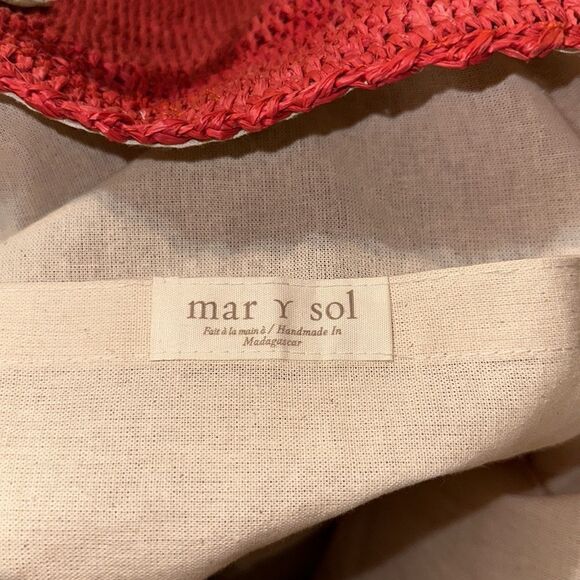 mar Y sol
Fait à la main à / Handmade In
Madagascar